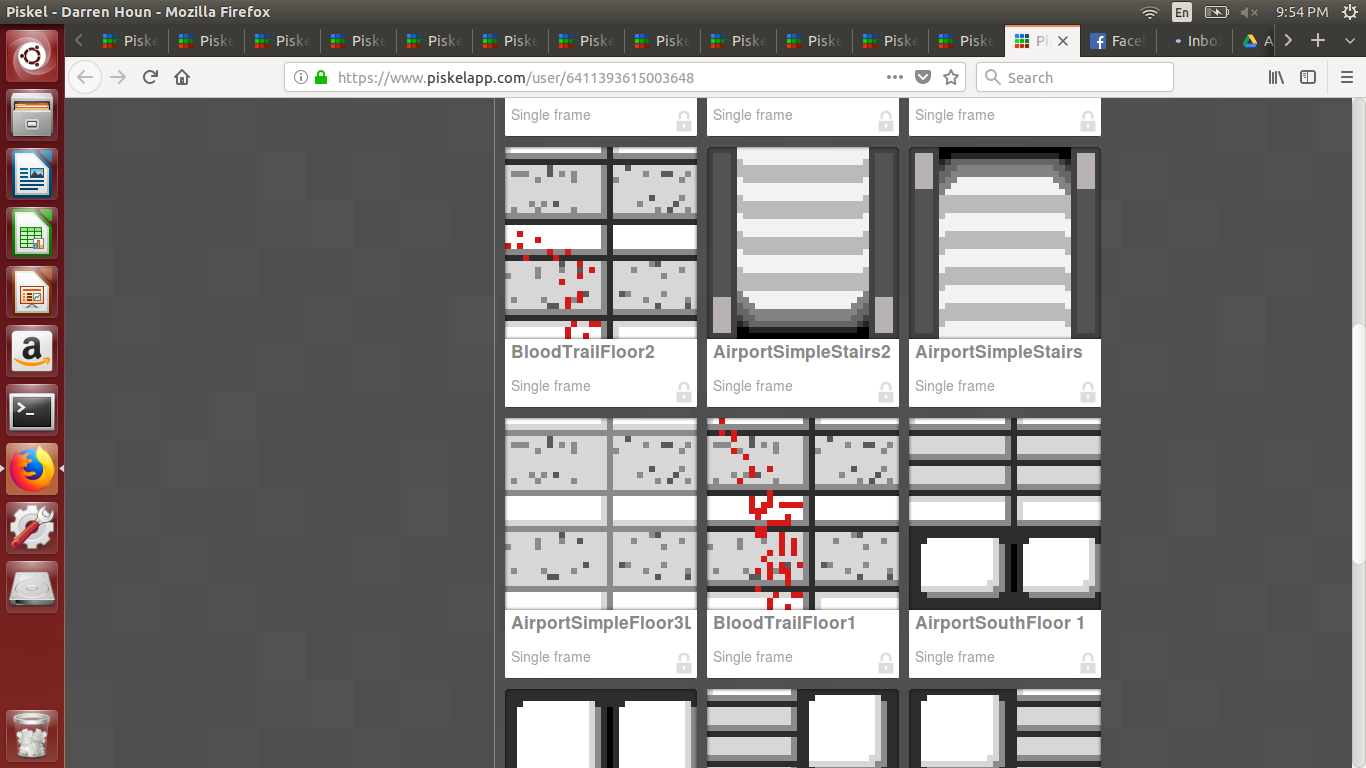 Piskel - Darren Houn - Mozilla Firefox
En
9:54 PM
Piske
Piske
Piske
Piske
Piske
Piske
Piske
Piske
Piske
Piske
Piske
Piske
Pi
Face
Inbo
A
https://www.piskelapp.com/user/6411393615003648
Search
Single frame
Single frame
Single frame
BloodTrailFloor2
AirportSimpleStairs2
AirportSimpleStairs
Single frame
Single frame
Single frame
AirportSimpleFloor3L
BloodTrailFloor1
AirportSouthFloor 1
Single frame
Single frame
Single frame